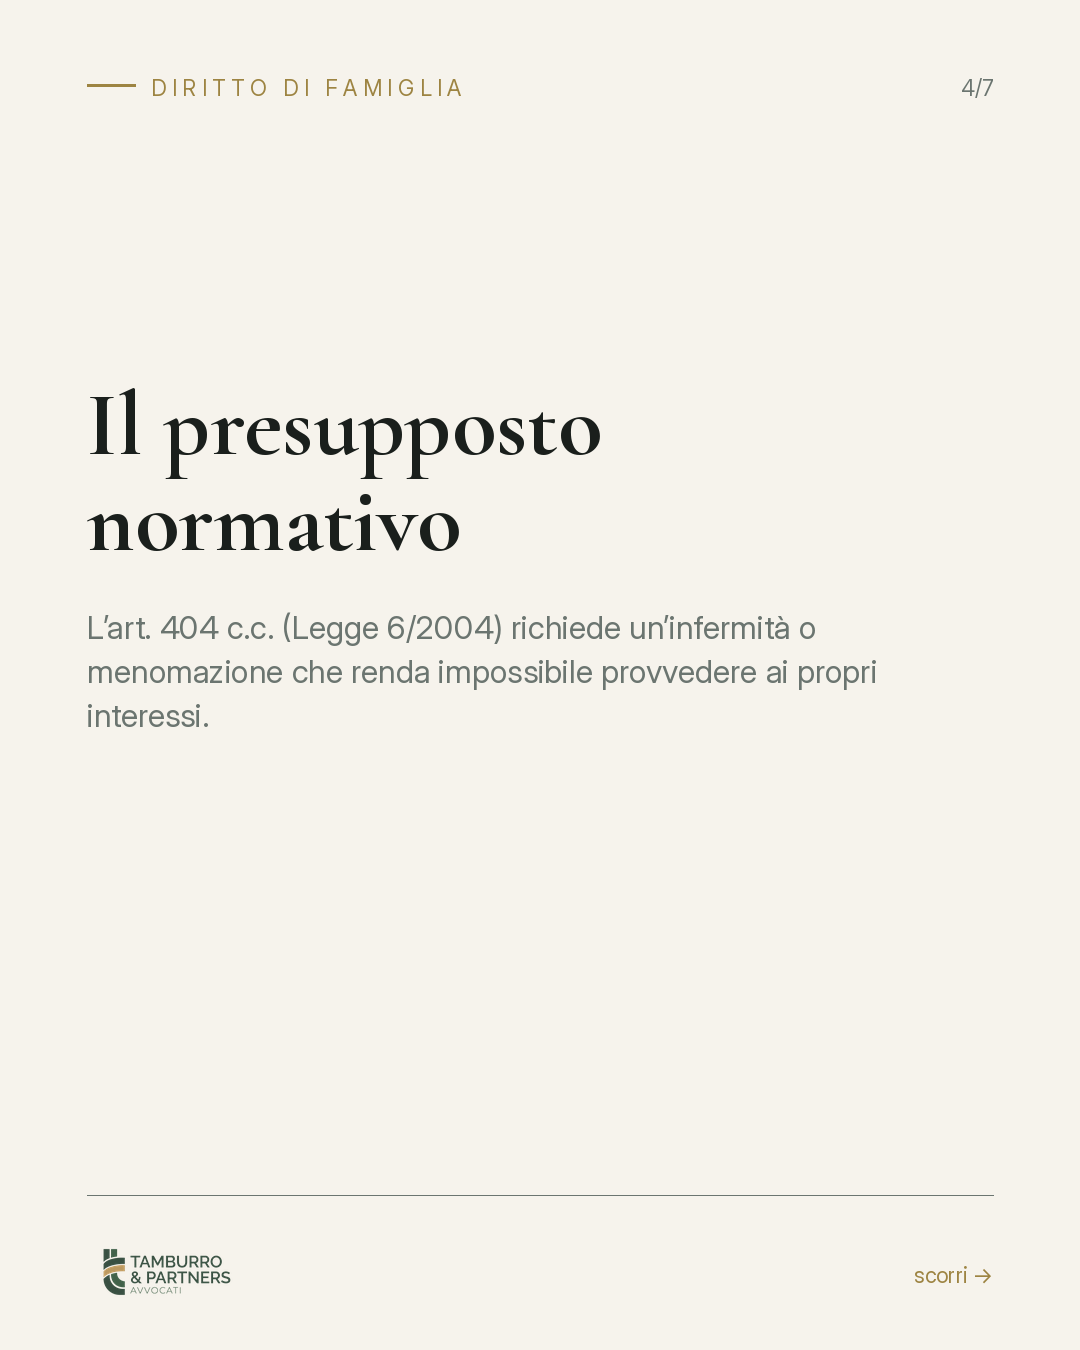 DIRITTO DI FAMIGLIA
4/7
Il presupposto
normativo
L’art. 404 c.c. (Legge 6/2004) richiede un’infermità o
menomazione che renda impossibile provvedere ai propri
interessi.
TAMBURRO
& PARTNERS
AVVOCATI
scorri →